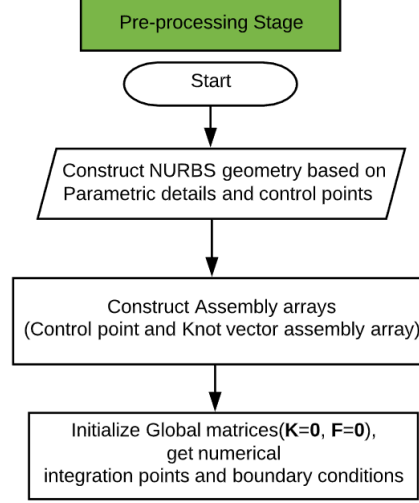 Pre-processing Stage
Start
Construct NURBS geometry based on
Parametric details and control points
Construct Assembly arrays
(Control point and Knot vector assembly array)
Initialize Global matrices(K=0, F=0),
get numerical
integration points and boundary conditions